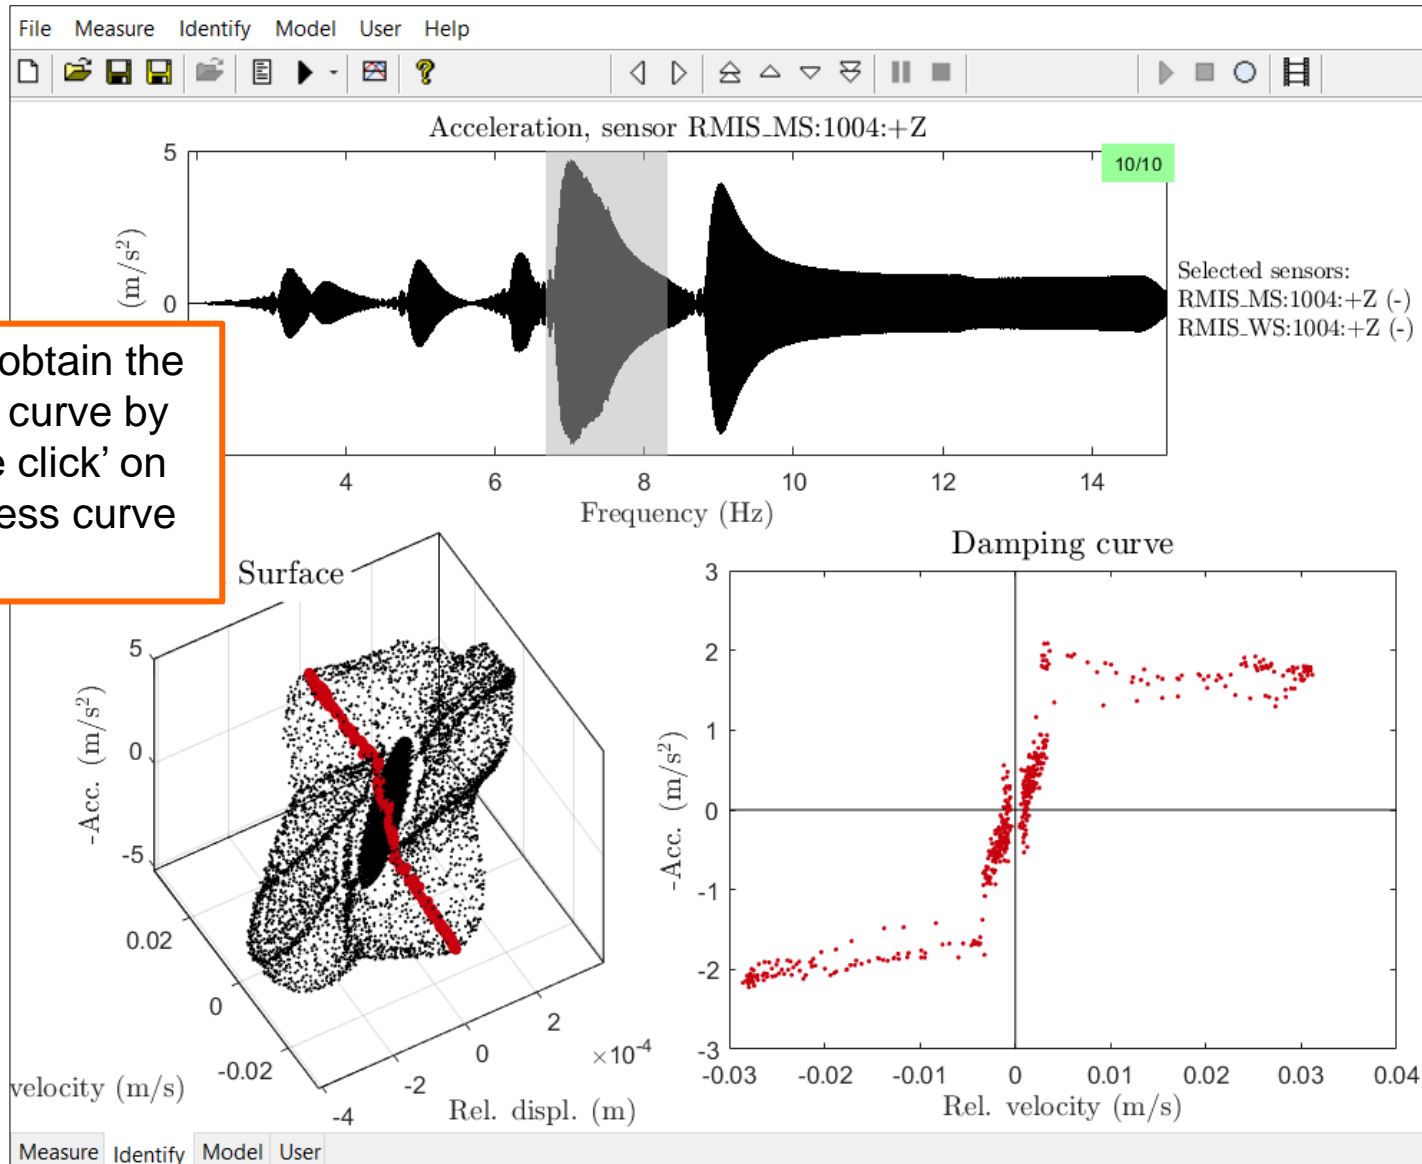 File Measure Identify Model User Help
Acceleration, sensor RMIS_MS:1004:+Z
10/10
5
0
(m/s²)
Selected sensors:
RMIS_MS:1004:+Z (-)
RMIS_WS:1004:+Z (-)
4 6 8 10 12 14
Frequency (Hz)
obtain the
curve by
click’ on
curve
Surface
5
0
-5
-Acc. (m/s²)
0.02
0
-0.02
velocity (m/s)
-4 -2 0 2
×10⁻⁴
Rel. displ. (m)
Damping curve
3
2
1
0
-1
-2
-3
-Acc. (m/s²)
-0.03 -0.02 -0.01 0 0.01 0.02 0.03 0.04
Rel. velocity (m/s)
Measure Identify Model User